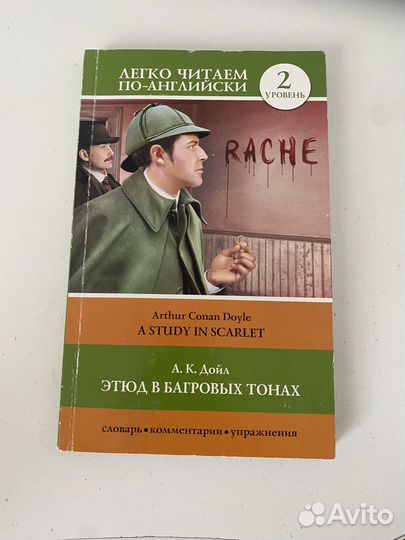 ЛЕГКО ЧИТАЕМ
ПО-АНГЛИЙСКИ
2
УРОВЕНЬ
RACHE
Arthur Conan Doyle
A STUDY IN SCARLET
А. К. Дойл
ЭТЮД В БАГРОВЫХ ТОНАХ
словарь • комментарии • упражнения
Avito